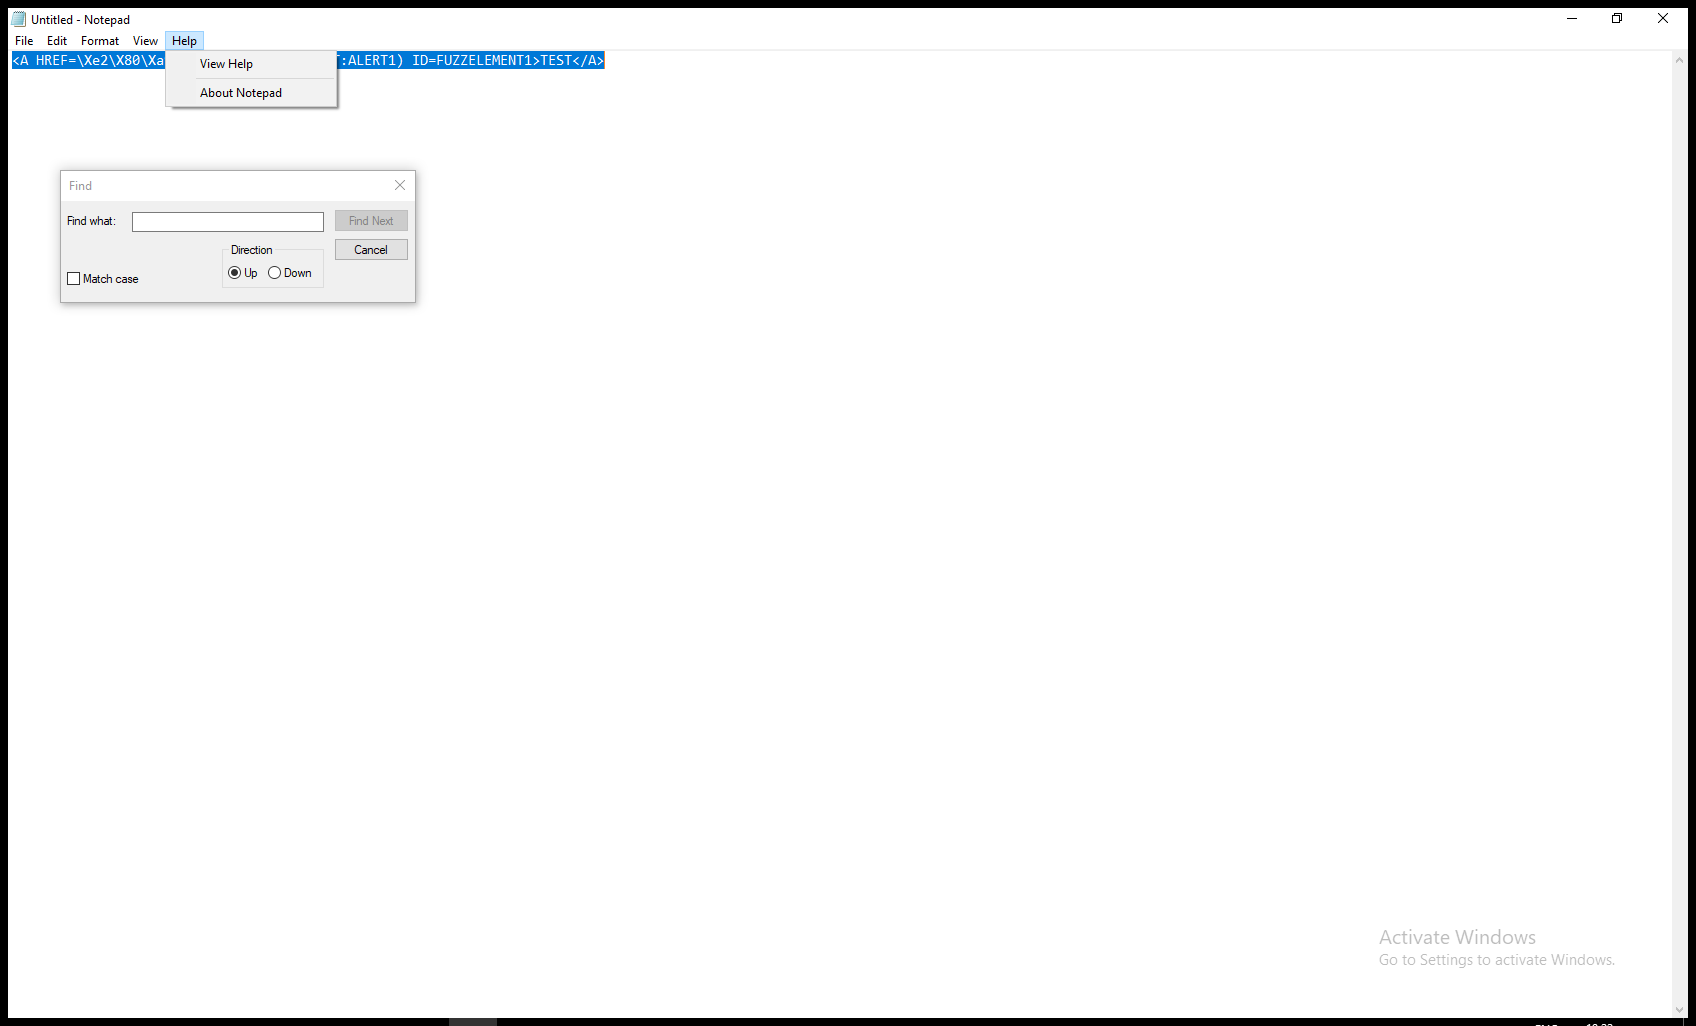 Untitled - Notepad
File Edit Format View Help
<A HREF=\Xe2\X80\Xa :ALERT1) ID=FUZZELEMENT1>TEST</A>
View Help
About Notepad
Find
Find what:
Find Next
Direction
Cancel
Up Down
Match case
Activate Windows
Go to Settings to activate Windows.